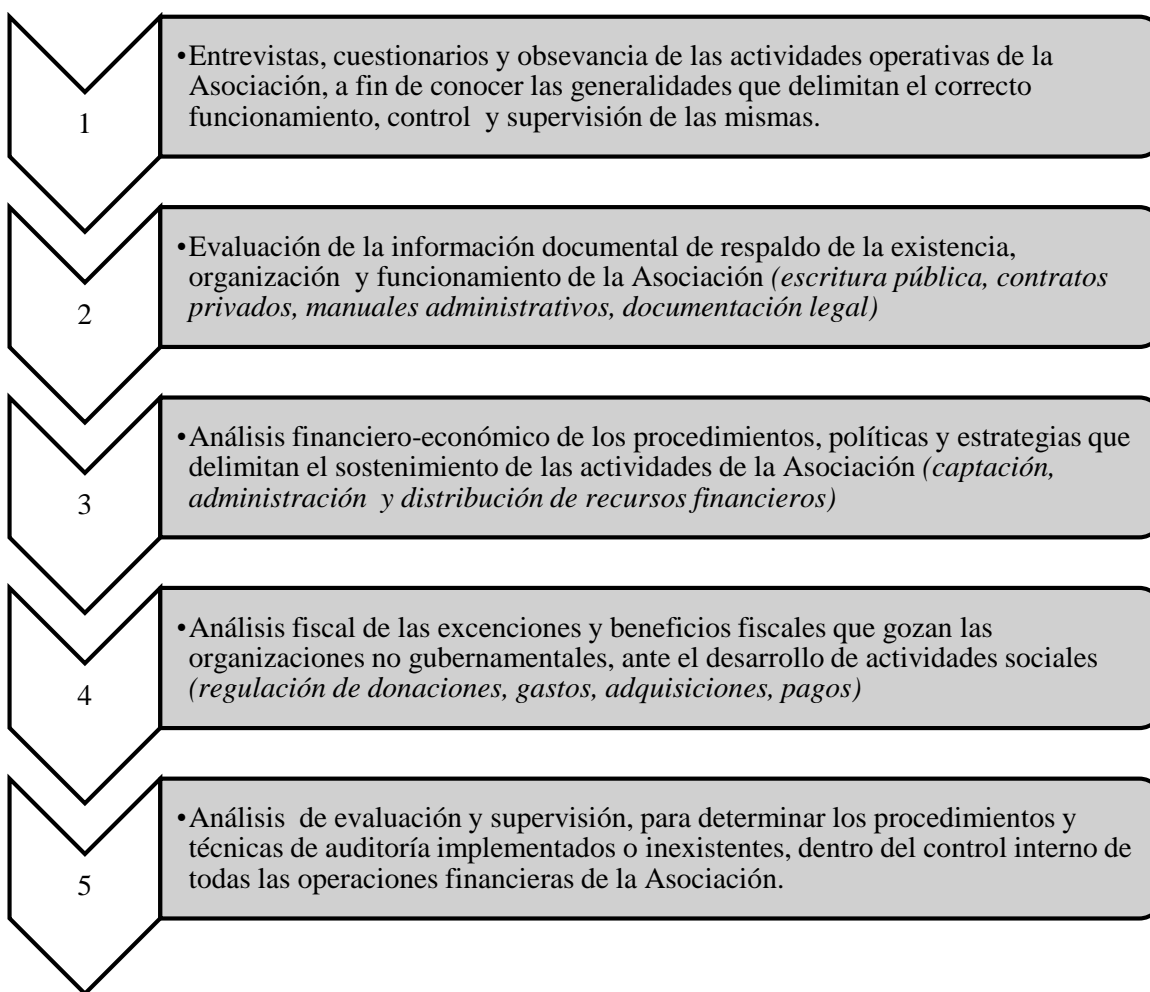 1
•Entrevistas, cuestionarios y obsevancia de las actividades operativas de la
Asociación, a fin de conocer las generalidades que delimitan el correcto
funcionamiento, control y supervisión de las mismas.
2
•Evaluación de la información documental de respaldo de la existencia,
organización y funcionamiento de la Asociación (escritura pública, contratos
privados, manuales administrativos, documentación legal)
3
•Análisis financiero-económico de los procedimientos, políticas y estrategias que
delimitan el sostenimiento de las actividades de la Asociación (captación,
administración y distribución de recursos financieros)
4
•Análisis fiscal de las excenciones y beneficios fiscales que gozan las
organizaciones no gubernamentales, ante el desarrollo de actividades sociales
(regulación de donaciones, gastos, adquisiciones, pagos)
5
•Análisis de evaluación y supervisión, para determinar los procedimientos y
técnicas de auditoría implementados o inexistentes, dentro del control interno de
todas las operaciones financieras de la Asociación.